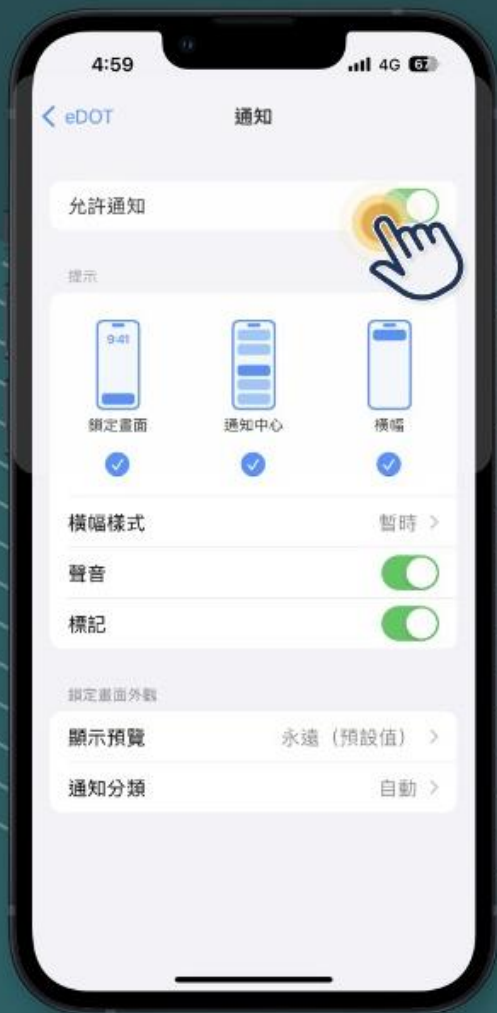 4:59 4G 67
eDOT 通知
允許通知
提示
9:41
鎖定畫面 通知中心 橫幅
橫幅樣式 暫時
聲音
標記
鎖定畫面外觀
顯示預覽 永遠（預設值）
通知分類 自動